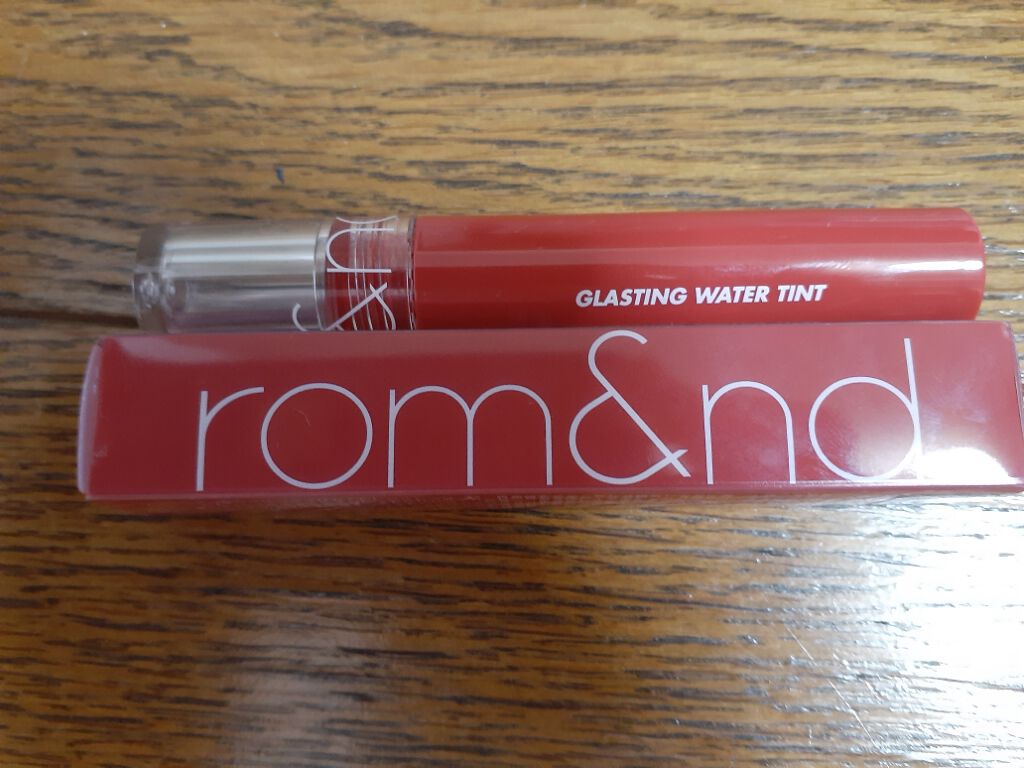 &n
GLASTING WATER TINT
rom&nd